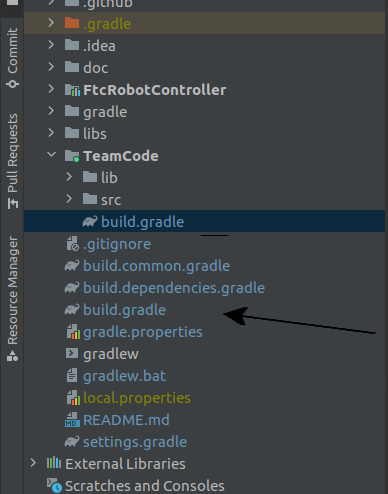 .github
.gradle
.idea
doc
FtcRobotController
gradle
libs
TeamCode
lib
src
build.gradle
.gitignore
build.common.gradle
build.dependencies.gradle
build.gradle
gradle.properties
gradlew
gradlew.bat
local.properties
README.md
settings.gradle
External Libraries
Scratches and Consoles
Commit
Pull Requests
Resource Manager